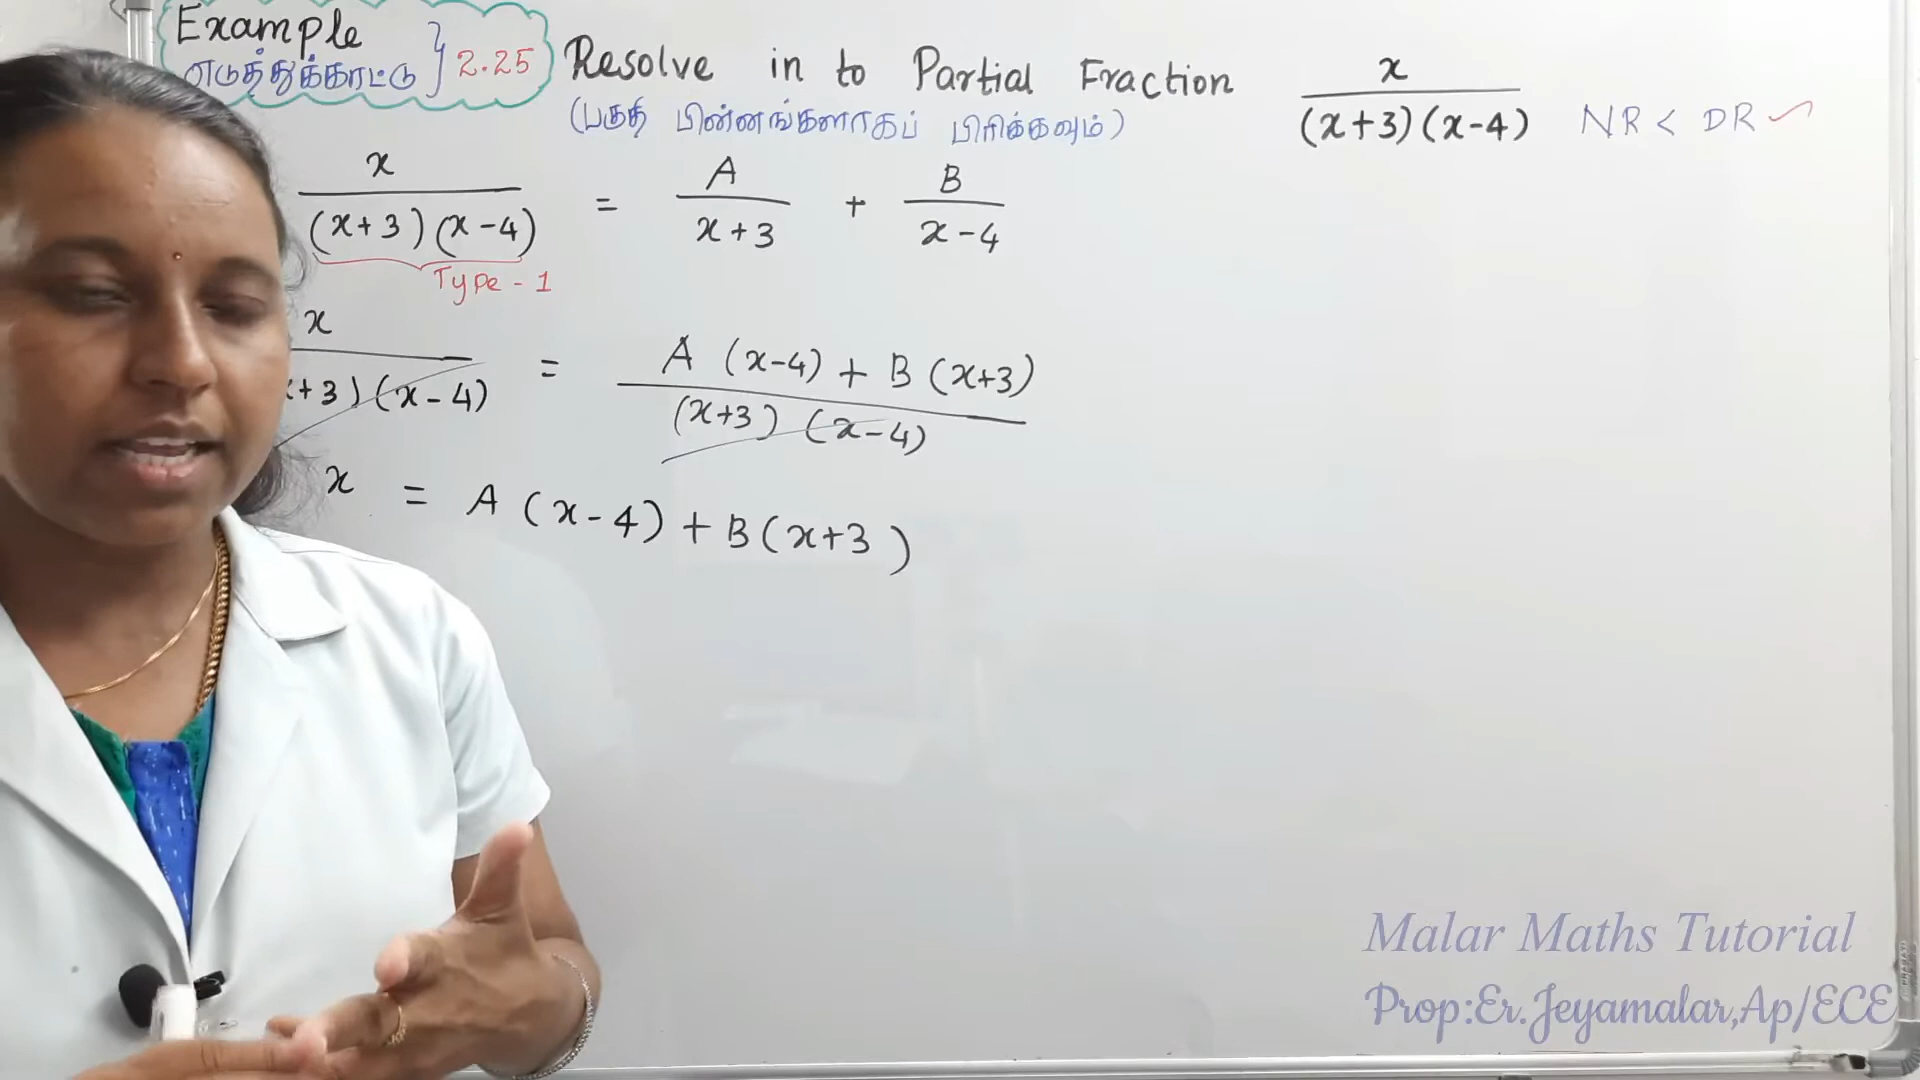 Example
எடுத்துக்காட்டு } 2.25
Resolve in to Partial Fraction x / (x+3)(x-4) NR < DR ✓
(பகுதி பின்னங்களாகப் பிரிக்கவும்)
x / (x+3)(x-4) = A / x+3 + B / x-4
Type - 1
x / x+3)(x-4) = A (x-4) + B (x+3) / (x+3) (x-4)
x = A (x-4) + B(x+3)
Malar Maths Tutorial
Prop:Er.Jeyamalar,Ap/ECE